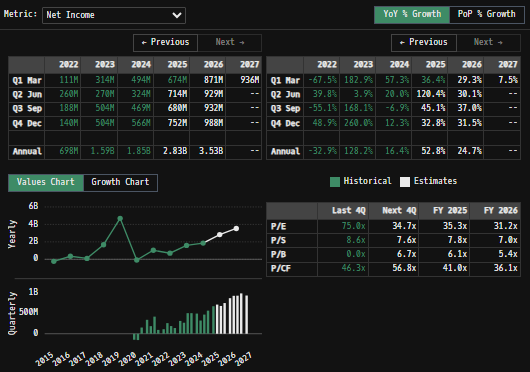 Metric: Net Income YoY % Growth PoP % Growth
← Previous Next → ← Previous Next →
2022 2023 2024 2025 2026 2027 2022 2023 2024 2025 2026 2027
Q1 Mar 111M 314M 494M 674M 871M 936M Q1 Mar -67.5% 182.9% 57.3% 36.4% 29.3% 7.5%
Q2 Jun 260M 270M 324M 714M 929M -- Q2 Jun 39.8% 3.9% 20.0% 120.4% 30.1% --
Q3 Sep 188M 504M 469M 680M 932M -- Q3 Sep -55.1% 168.1% -6.9% 45.1% 37.0% --
Q4 Dec 140M 504M 566M 752M 988M -- Q4 Dec 48.9% 260.0% 12.3% 32.8% 31.5% --
Annual 698M 1.59B 1.85B 2.83B 3.53B -- Annual -32.9% 128.2% 16.4% 52.8% 24.7% --
Values Chart Growth Chart Historical Estimates
Last 4Q Next 4Q FY 2025 FY 2026
P/E 75.0x 34.7x 35.3x 31.2x
P/S 8.6x 7.6x 7.8x 7.0x
P/B 0.0x 6.7x 6.1x 5.4x
P/CF 46.3x 56.8x 41.0x 36.1x
Yearly
6B
4B
2B
0
Quarterly
1B
500M
0
2015 2016 2017 2018 2019 2020 2021 2022 2023 2024 2025 2026 2027